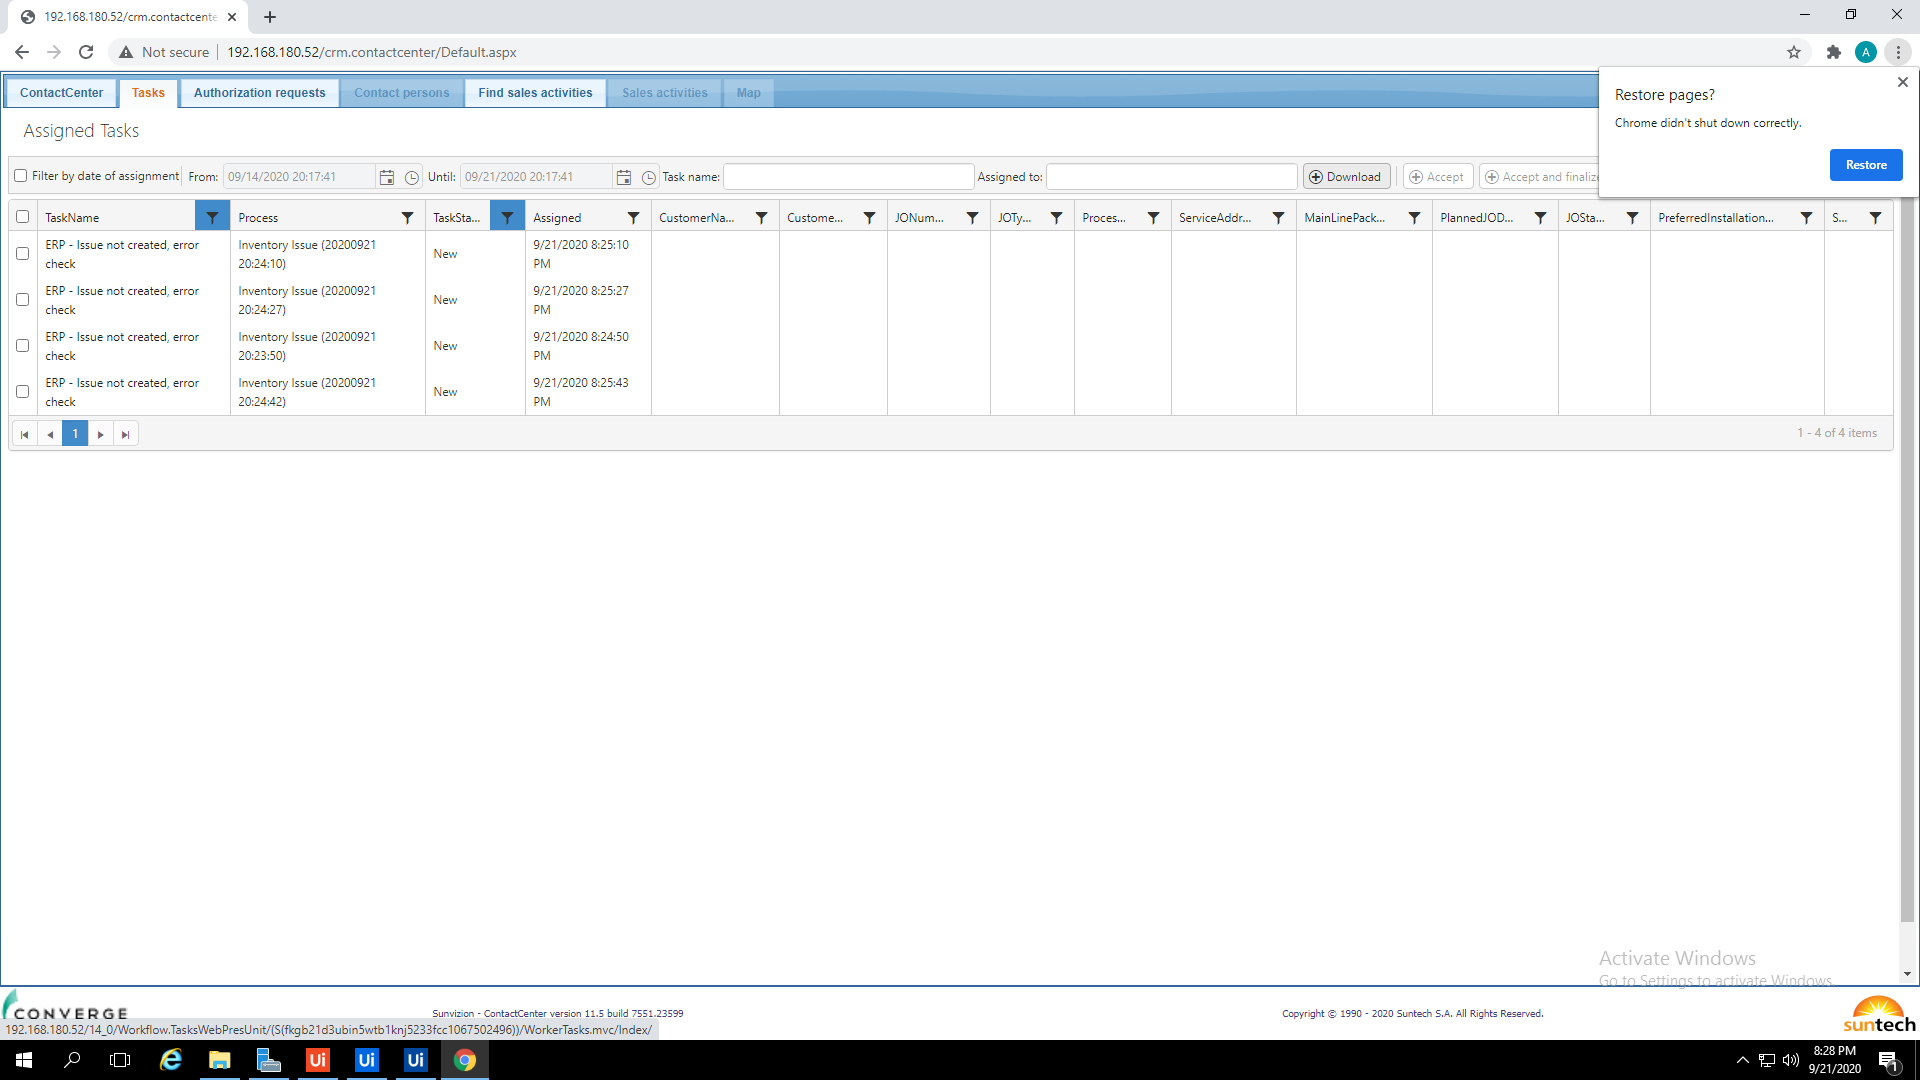 192.168.180.52/crm.contactcente
Not secure
192.168.180.52/crm.contactcenter/Default.aspx
A
ContactCenter
Tasks
Authorization requests
Contact persons
Find sales activities
Sales activities
Map
Restore pages?
Chrome didn't shut down correctly.
Restore
Assigned Tasks
Filter by date of assignment From: 09/14/2020 20:17:41 Until: 09/21/2020 20:17:41 Task name: Assigned to: Download Accept Accept and finalize
TaskName Process TaskSta... Assigned CustomerNa... Custome... JONum... JOTy... Proces... ServiceAddr... MainLinePack... PlannedJOD... JOSta... PreferredInstallation... S...
ERP - Issue not created, error check
Inventory Issue (20200921 20:24:10)
New
9/21/2020 8:25:10 PM
ERP - Issue not created, error check
Inventory Issue (20200921 20:24:27)
New
9/21/2020 8:25:27 PM
ERP - Issue not created, error check
Inventory Issue (20200921 20:23:50)
New
9/21/2020 8:24:50 PM
ERP - Issue not created, error check
Inventory Issue (20200921 20:24:42)
New
9/21/2020 8:25:43 PM
1
1 - 4 of 4 items
Activate Windows
Go to Settings to activate Windows.
CONVERGE
Sunvizion - ContactCenter version 11.5 build 7551.23599
Copyright © 1990 - 2020 Suntech S.A. All Rights Reserved.
suntech
192.168.180.52/14_0/Workflow.TasksWebPresUnit/(S(fkgb21d3ubin5wtb1knj5233fcc1067502496))/WorkerTasks.mvc/Index/
Ui
Ui
Ui
8:28 PM
9/21/2020
1